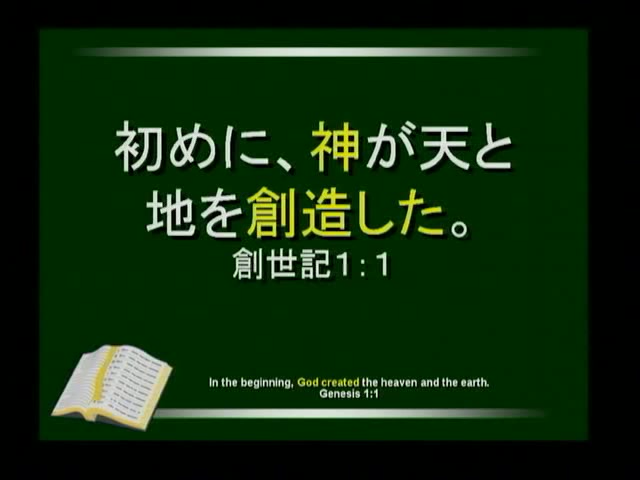 初めに、神が天と
地を創造した。
創世記１：１
In the beginning, God created the heaven and the earth.
Genesis 1:1